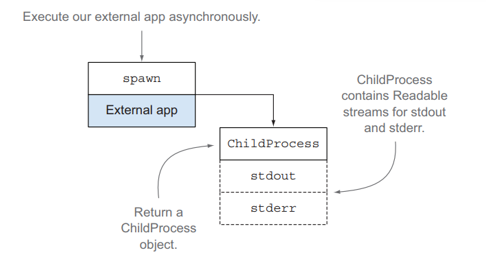 Execute our external app asynchronously.
spawn
External app
ChildProcess
contains Readable
streams for stdout
and stderr.
ChildProcess
stdout
stderr
Return a
ChildProcess
object.